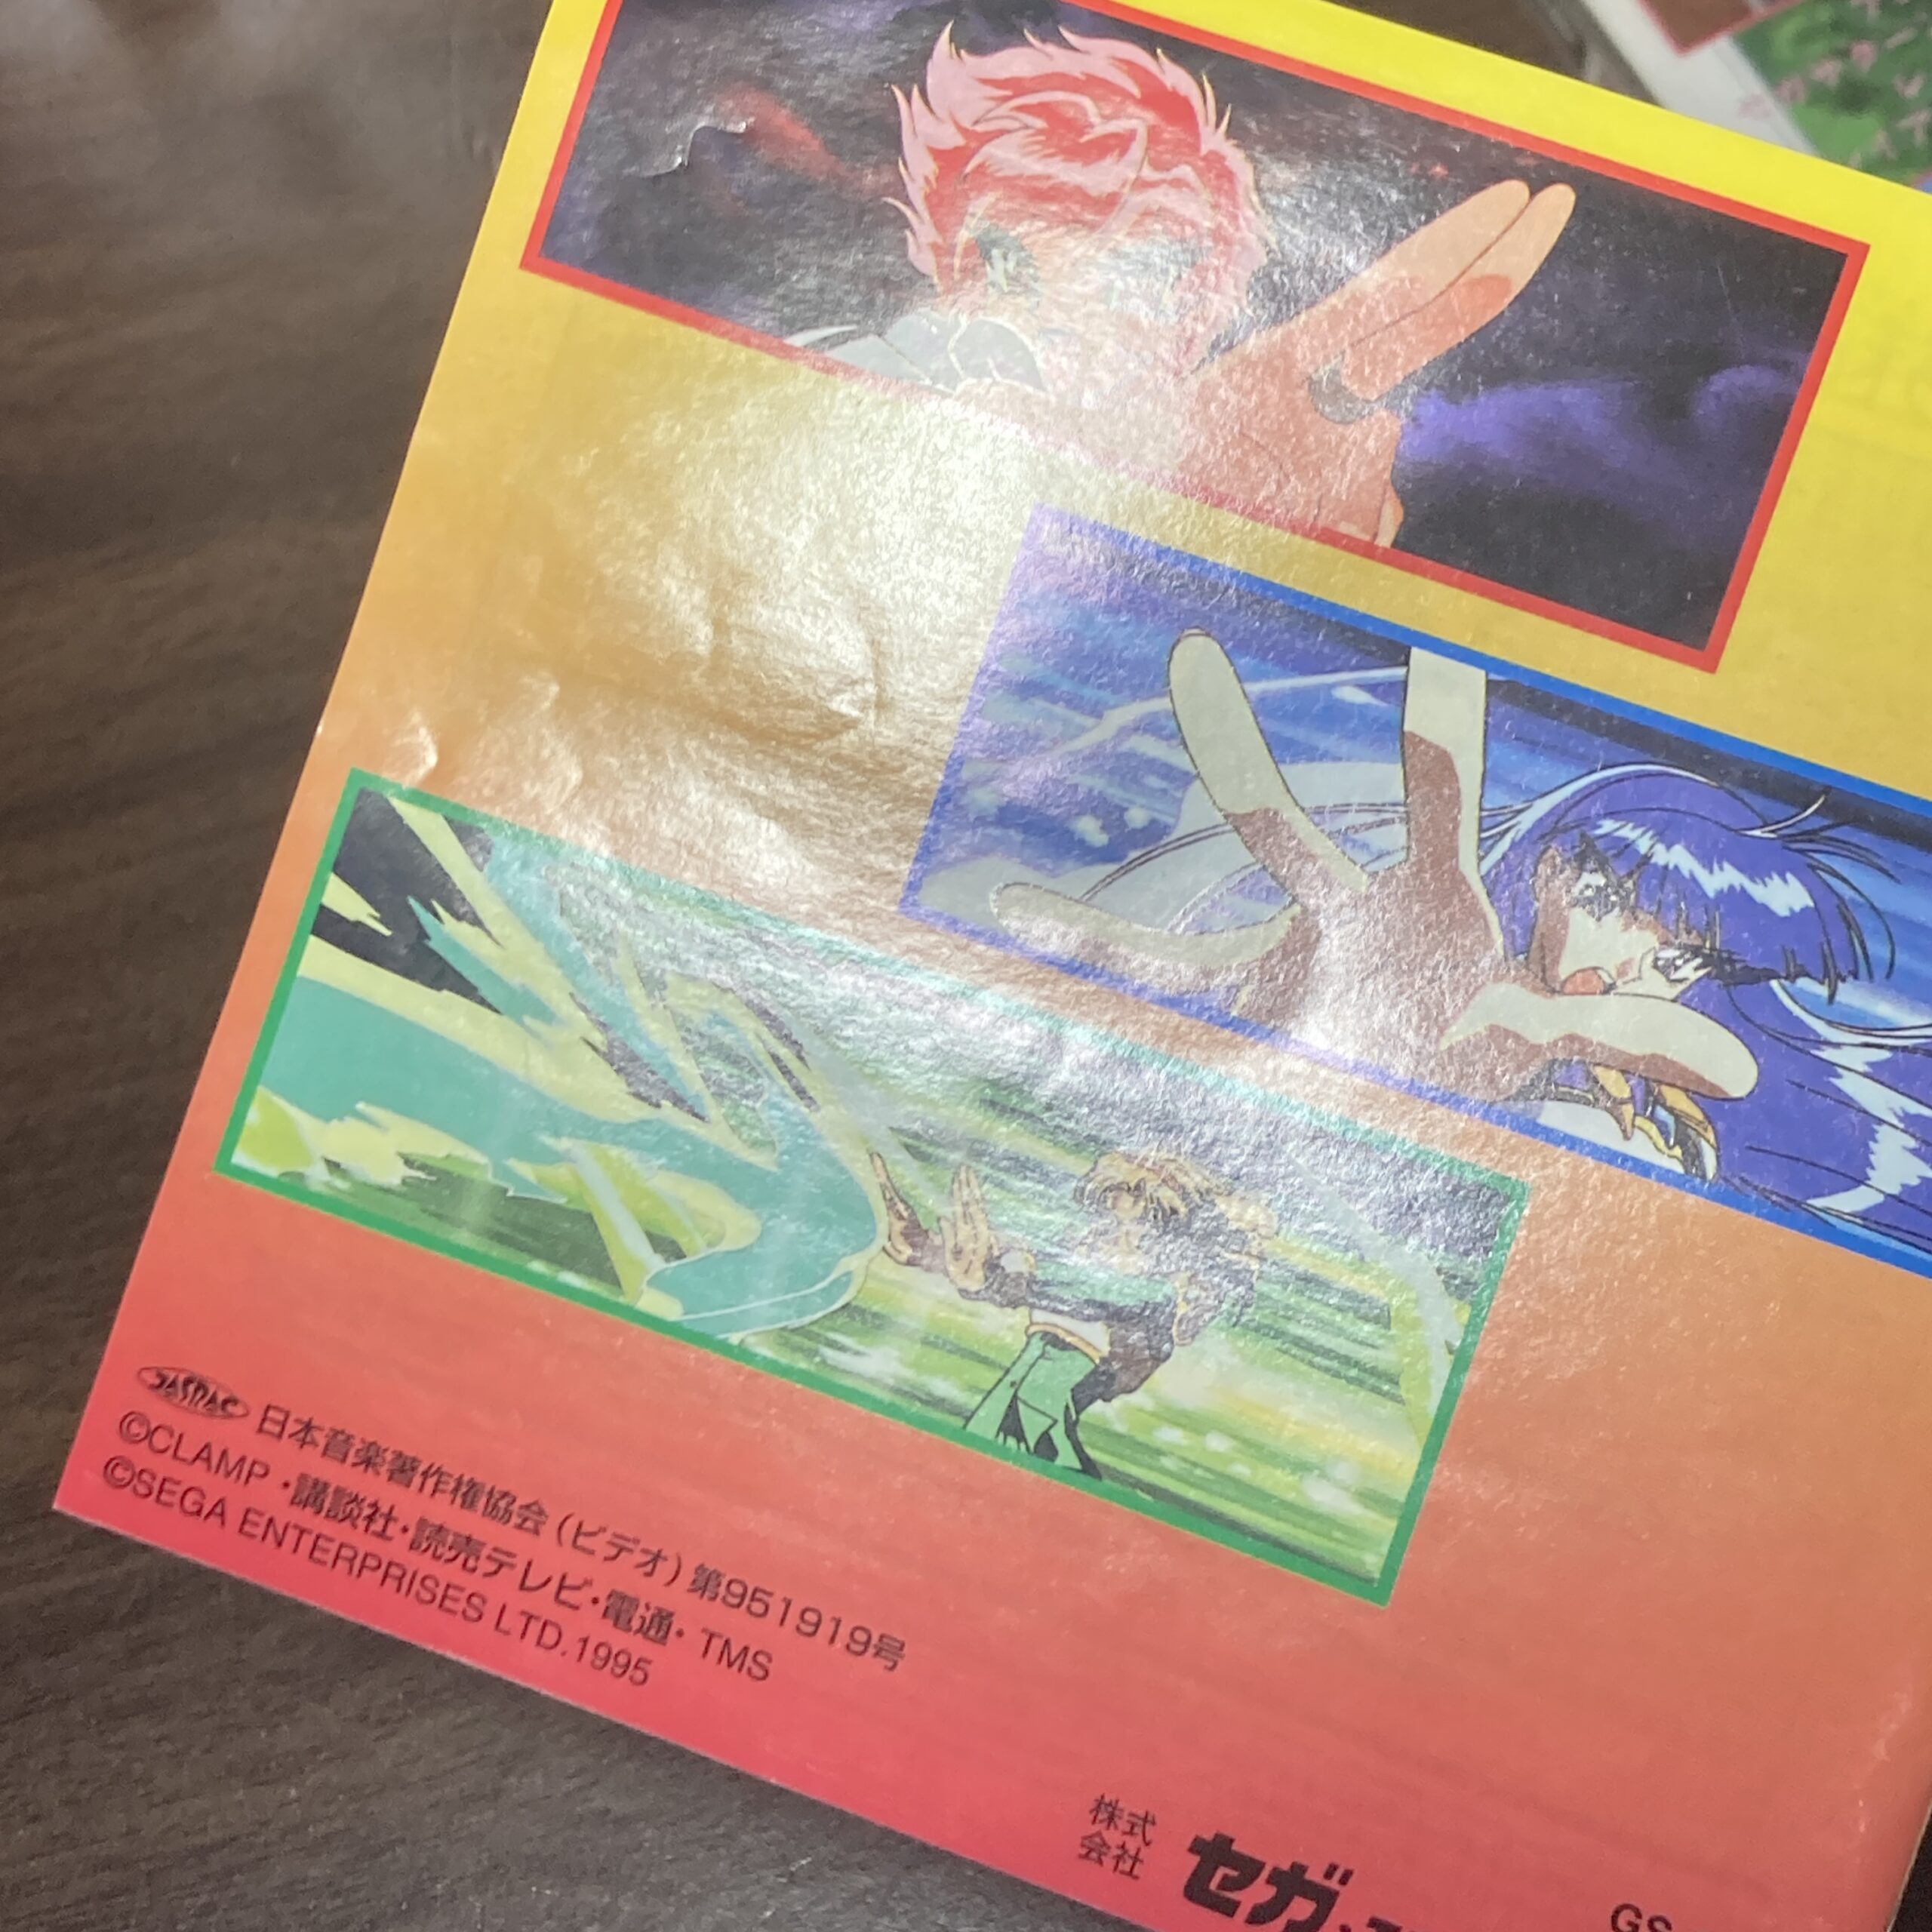 JASRAC 日本音楽著作権協会(ビデオ)第951919号
©CLAMP・講談社・読売テレビ・電通・TMS
©SEGA ENTERPRISES LTD.1995
株式
会社 セガ・
GS